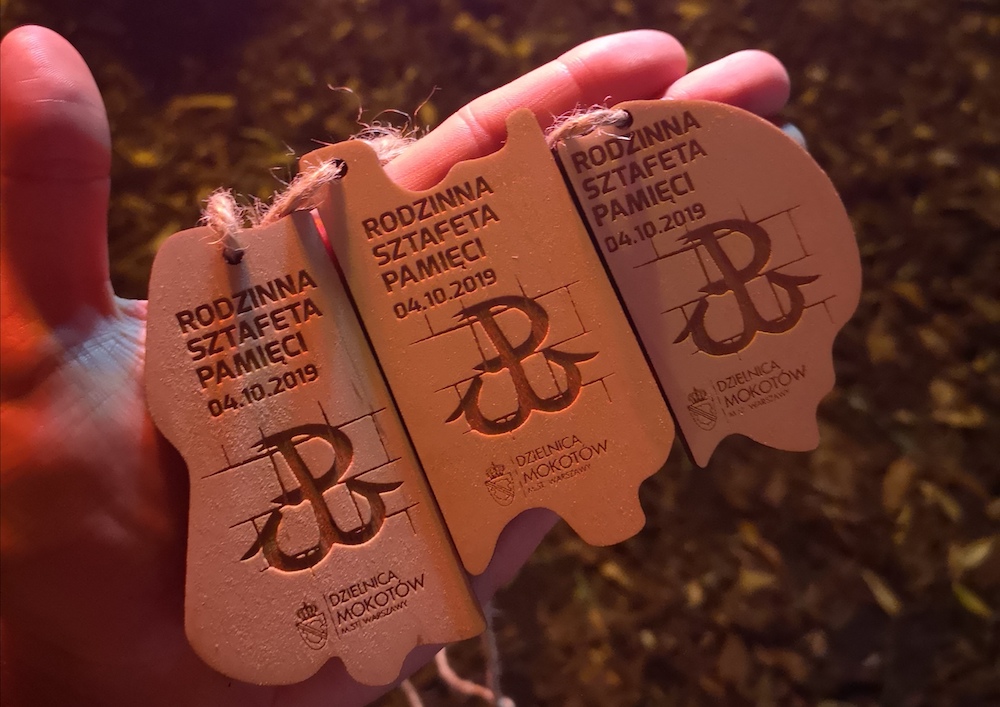 RODZINNA
SZTAFETA
PAMIĘCI
04.10.2019
DZIELNICA
MOKOTÓW
M.ST. WARSZAWY
RODZINNA
SZTAFETA
PAMIĘCI
04.10.2019
DZIELNICA
MOKOTÓW
M.ST. WARSZAWY
RODZINNA
SZTAFETA
PAMIĘCI
04.10.2019
DZIELNICA
MOKOTÓW
M.ST. WARSZAWY